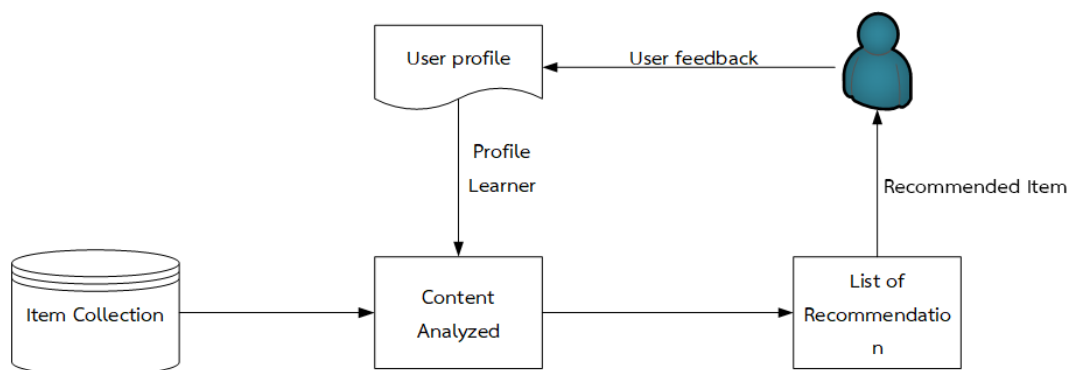 User profile
User feedback
Profile
Learner
Recommended Item
Item Collection
Content
Analyzed
List of
Recommendatio
n